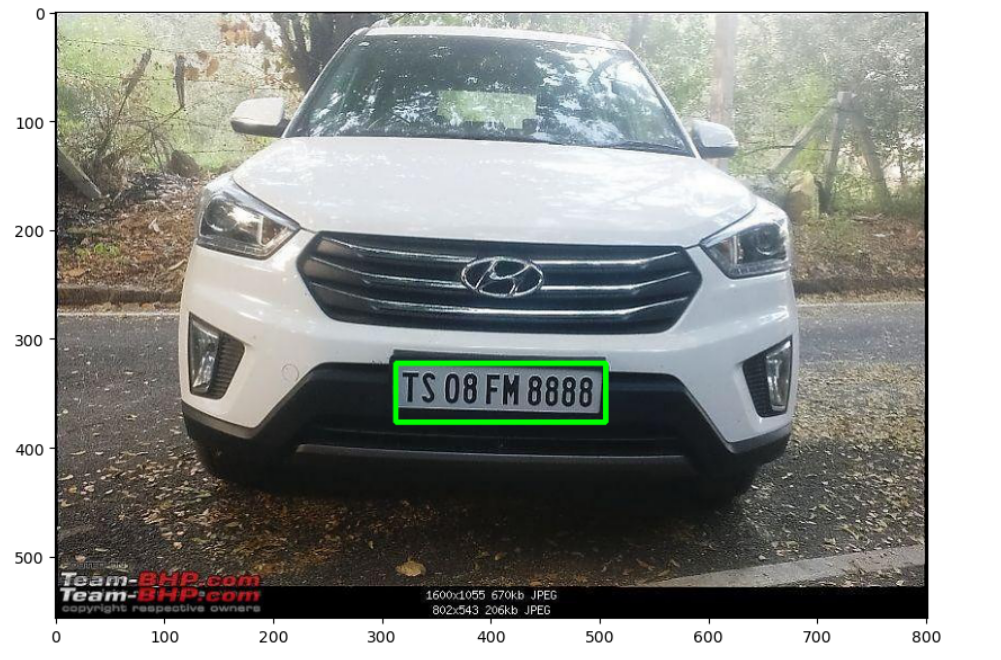 0
100
200
300
400
500
TS 08 FM 8888
Team-BHP.com
Team-BHP.com
copyright respective owners
1600x1055 670kb JPEG
802x543 206kb JPEG
0 100 200 300 400 500 600 700 800